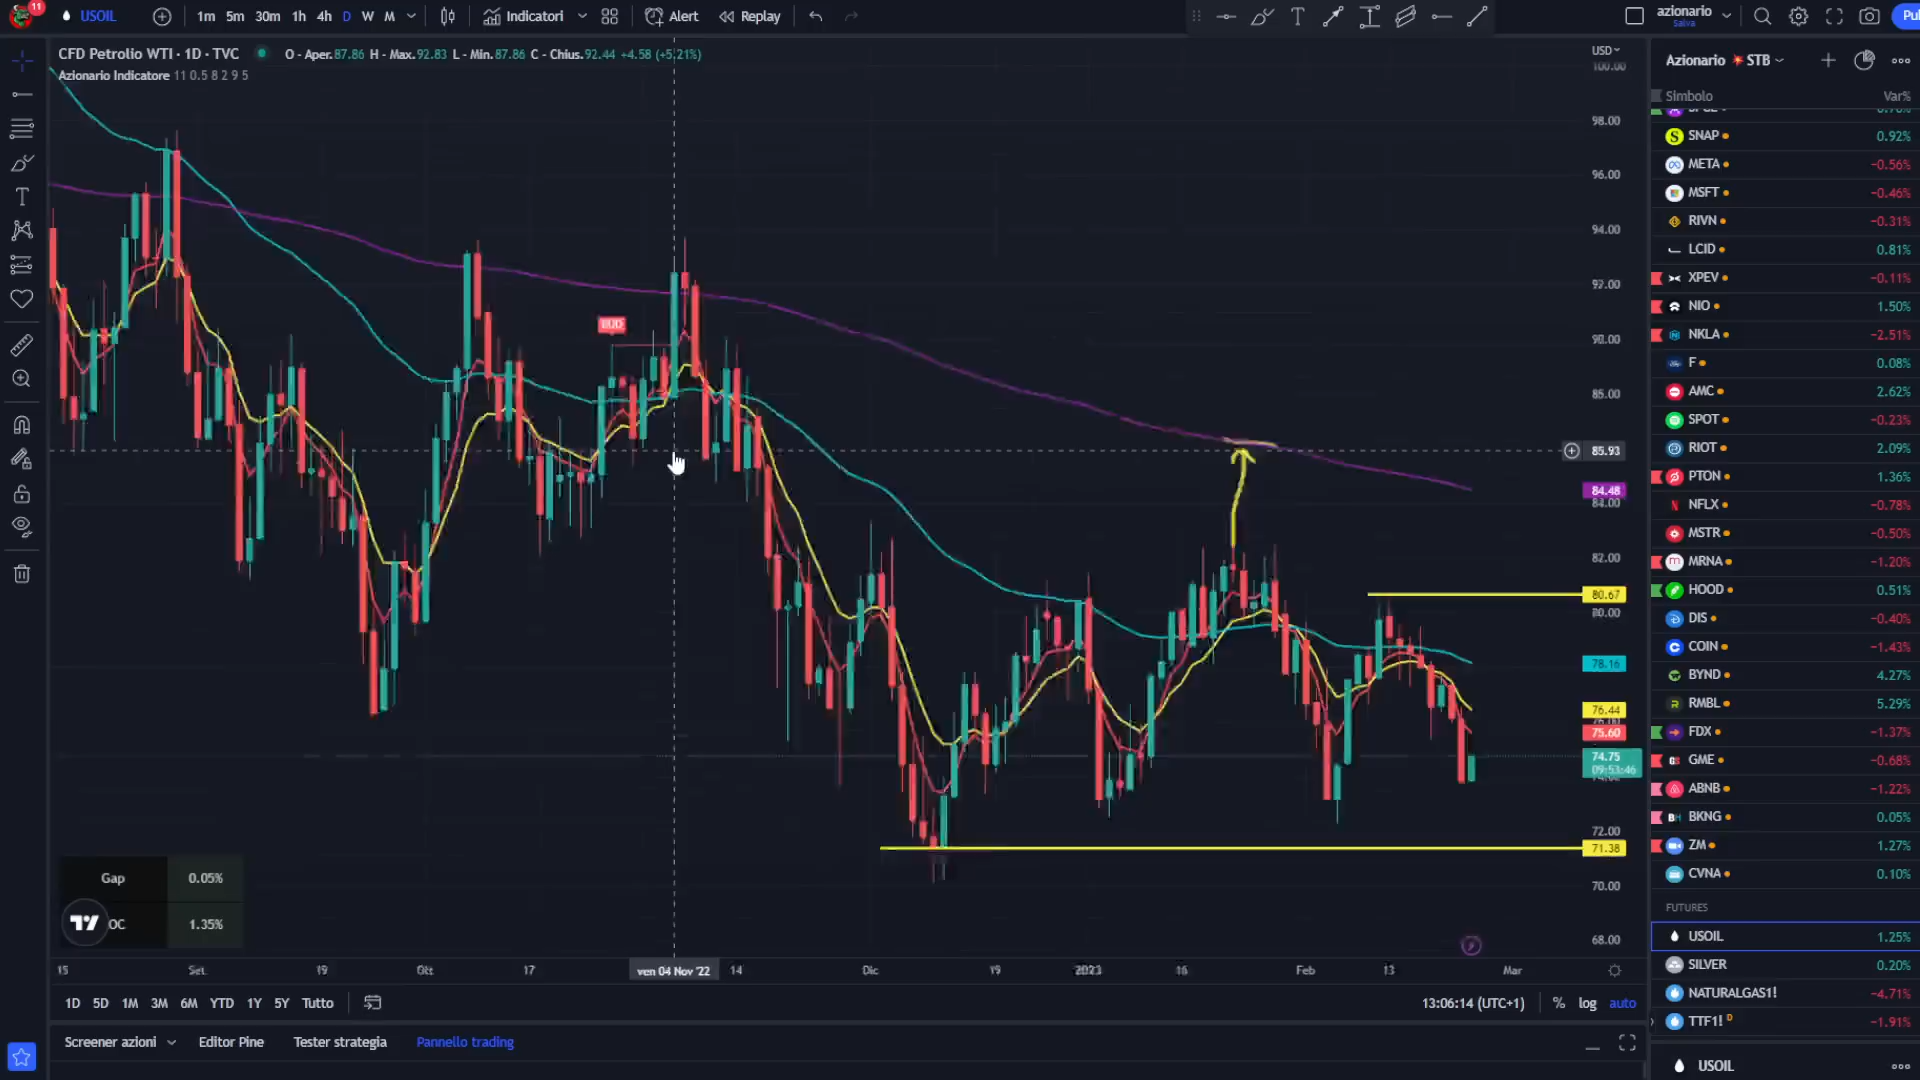 11
USOIL
1m 5m 30m 1h 4h D W M
Indicatori
Alert
Replay
azionario
Salva
Pul
CFD Petrolio WTI · 1D · TVC
O - Aper.87.86 H - Max.92.83 L - Min.87.86 C - Chius.92.44 +4.58 (+5.21%)
Azionario Indicatore 11 0.5 8 2 9 5
USD
100.00
98.00
96.00
94.00
92.00
90.00
85.93
84.48
84.00
82.00
80.67
80.00
78.16
76.44
75.60
74.75
09:53:46
72.00
71.38
70.00
68.00
Gap 0.05%
OC 1.35%
15 Set 19 Ott 17 ven 04 Nov '22 14 Dic 19 2023 16 Feb 13 Mar
1D 5D 1M 3M 6M YTD 1Y 5Y Tutto
13:06:14 (UTC+1) % log auto
Screener azioni Editor Pine Tester strategia Pannello trading
Azionario STB
Simbolo Var%
SNAP 0.92%
META −0.56%
MSFT −0.46%
RIVN −0.31%
LCID 0.81%
XPEV −0.11%
NIO 1.50%
NKLA −2.51%
F 0.08%
AMC 2.62%
SPOT −0.23%
RIOT 2.09%
PTON 1.36%
NFLX −0.78%
MSTR −0.50%
MRNA −1.20%
HOOD 0.51%
DIS −0.40%
COIN −1.43%
BYND 4.27%
RMBL 5.29%
FDX −1.37%
GME −0.68%
ABNB −1.22%
BKNG 0.05%
ZM 1.27%
CVNA 0.10%
FUTURES
USOIL 1.25%
SILVER 0.20%
NATURALGAS1! −4.71%
TTF1! D −1.91%
USOIL